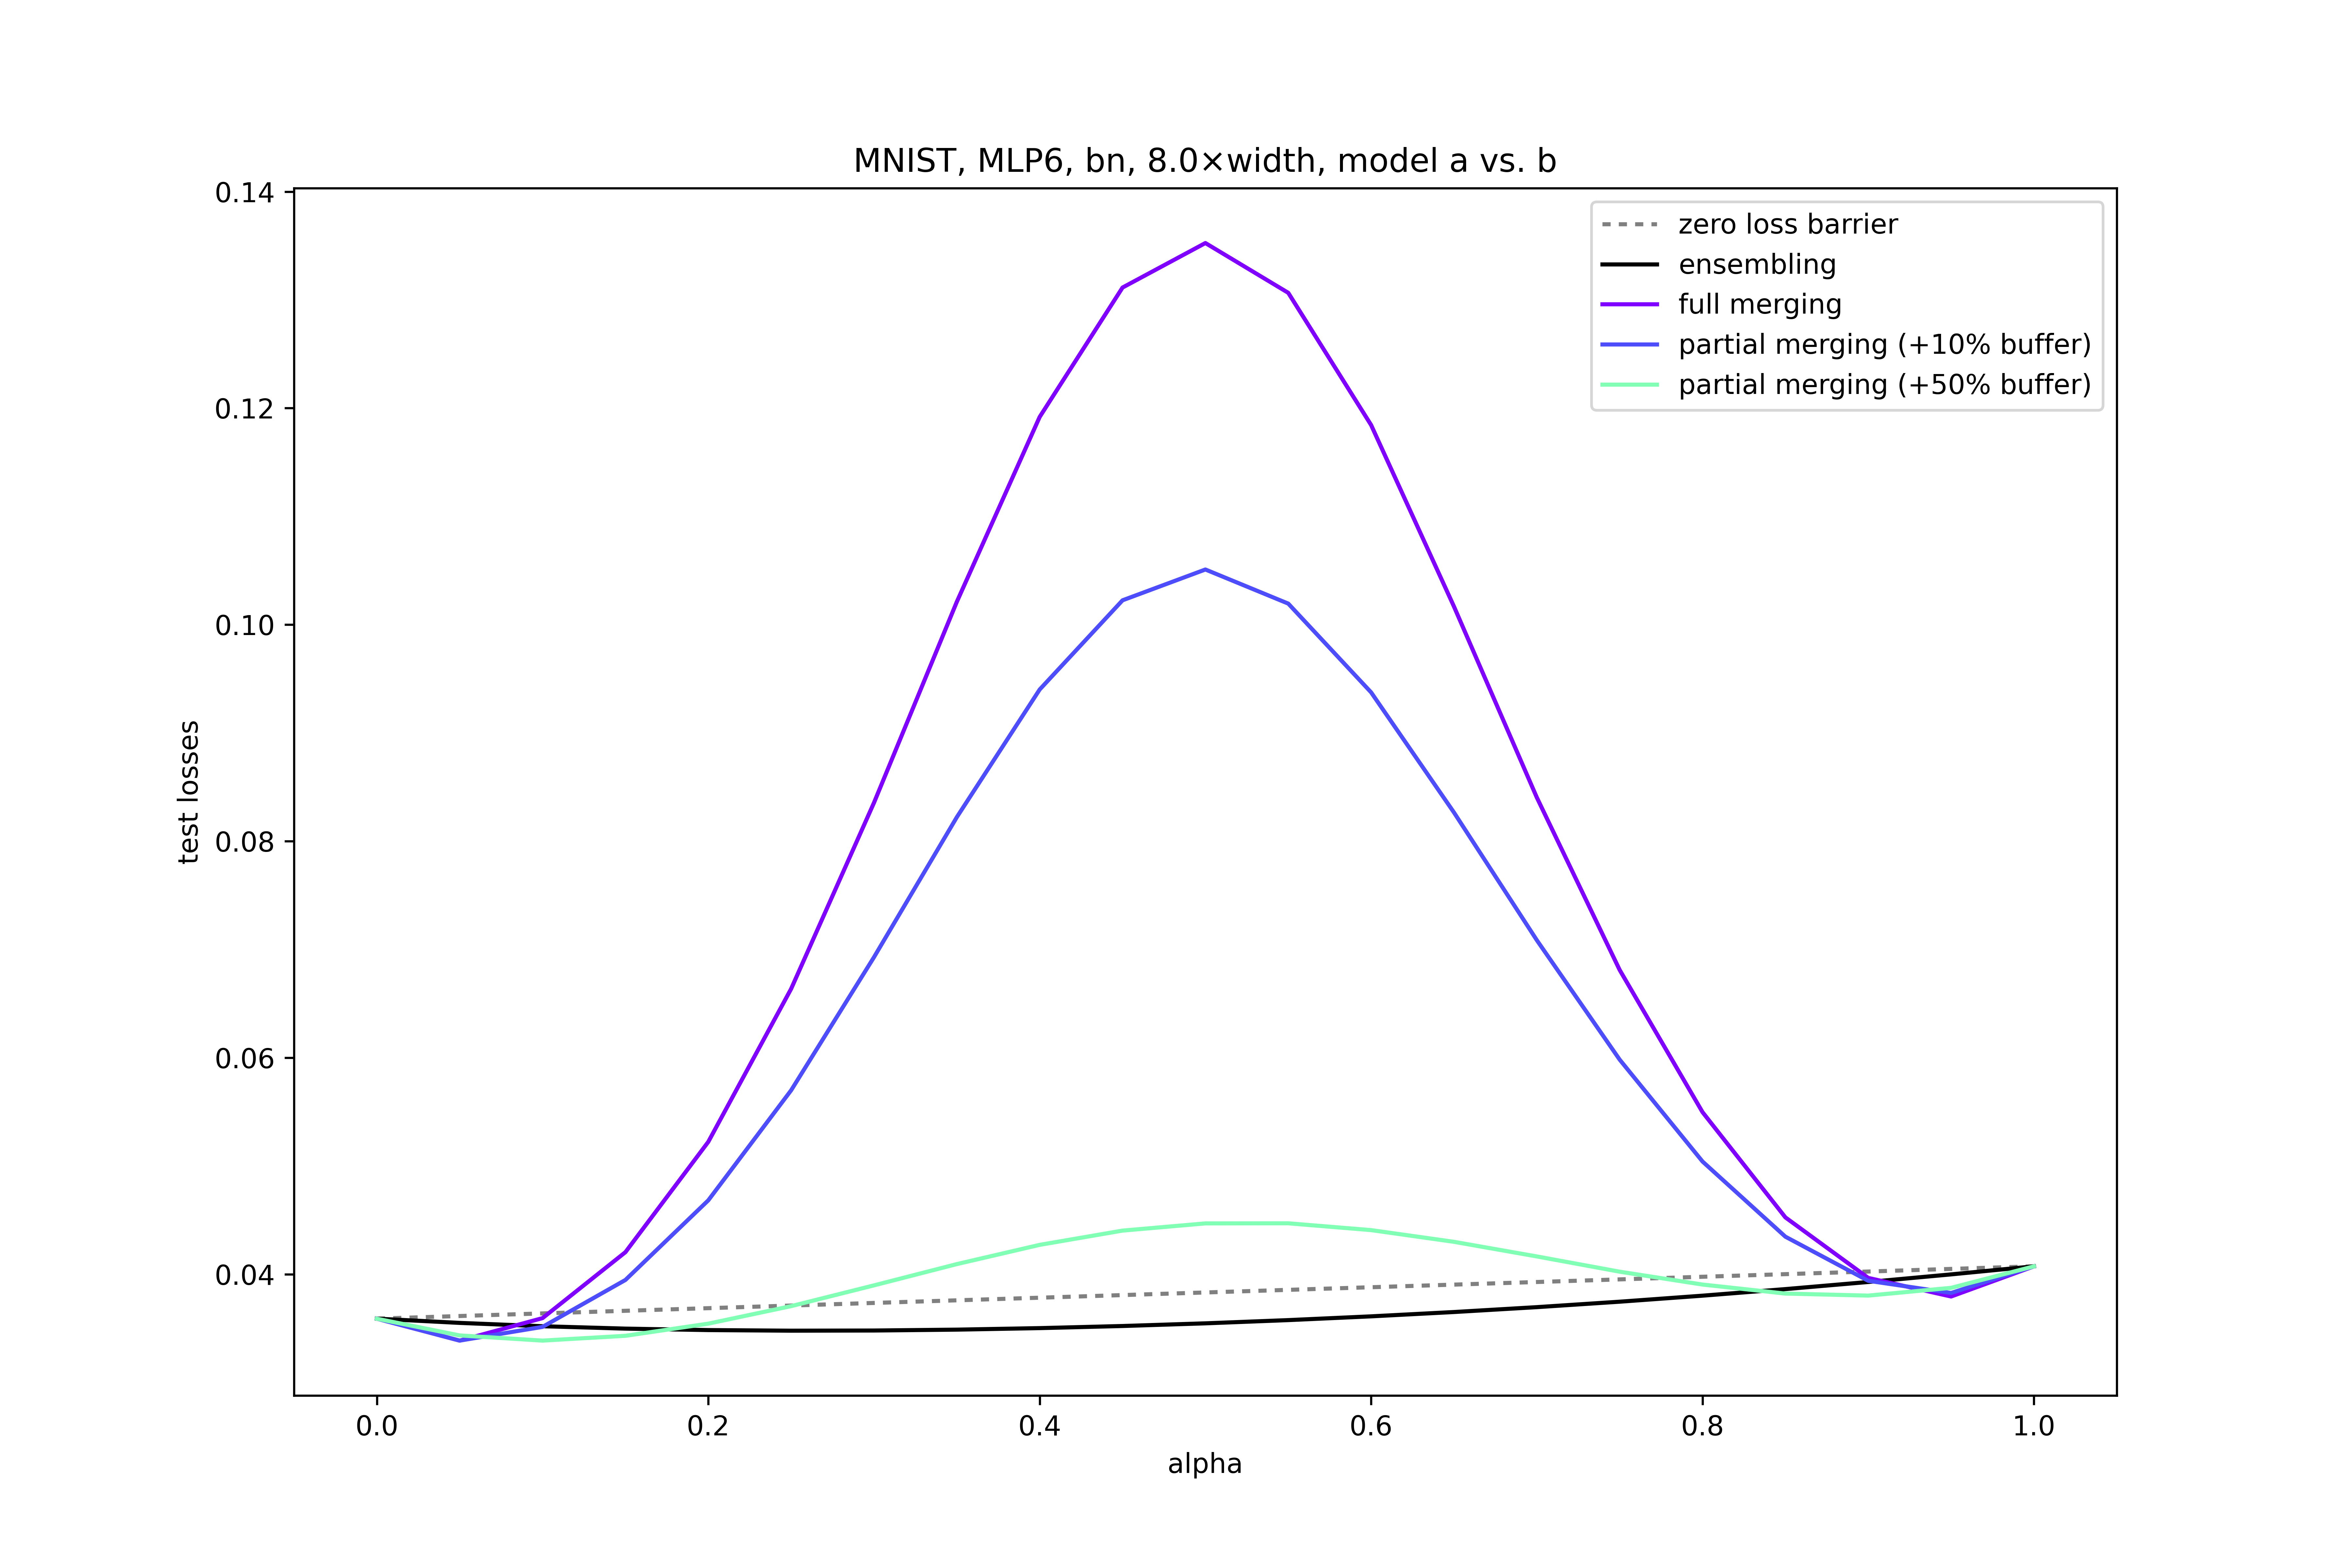 MNIST, MLP6, bn, 8.0×width, model a vs. b
zero loss barrier
ensembling
full merging
partial merging (+10% buffer)
partial merging (+50% buffer)
test losses
0.14
0.12
0.10
0.08
0.06
0.04
0.0 0.2 0.4 0.6 0.8 1.0
alpha